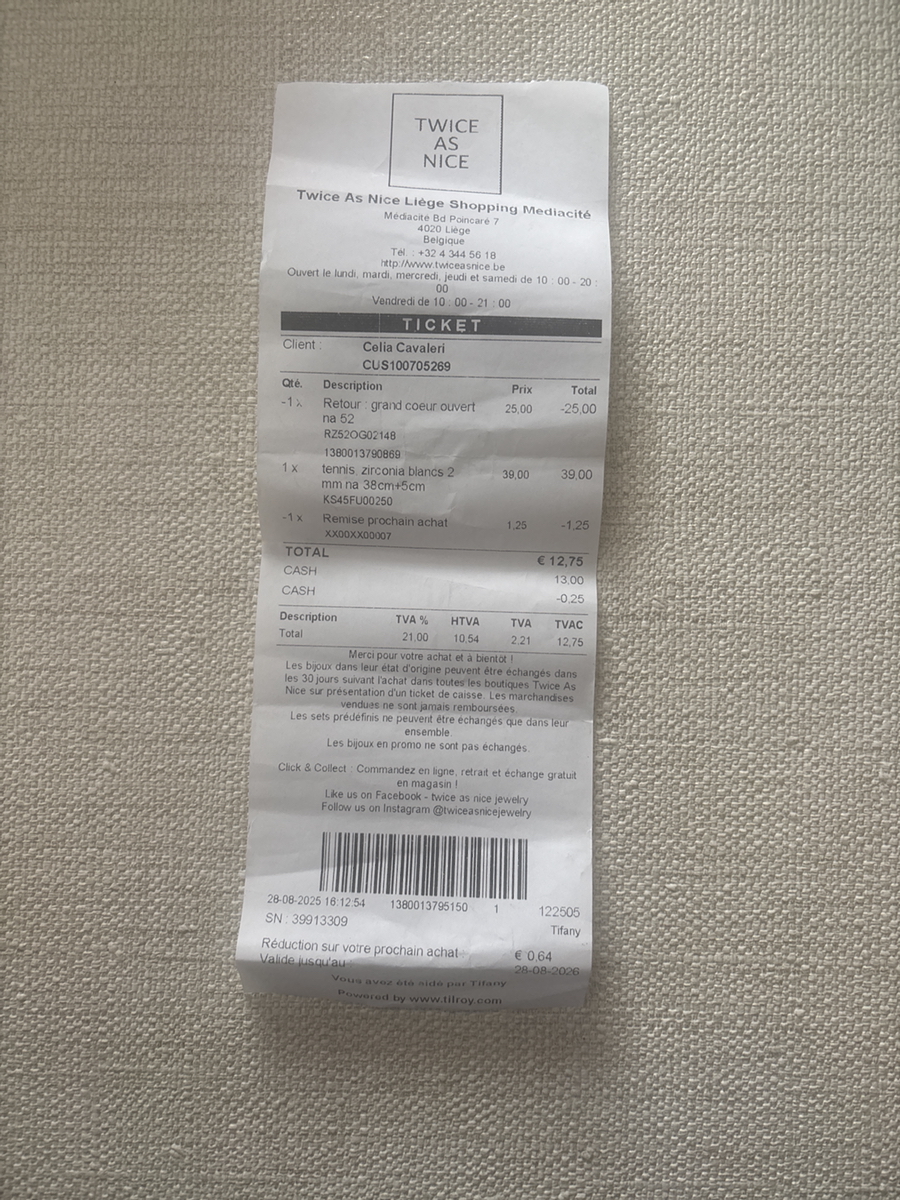 TWICE
AS
NICE
Twice As Nice Liège Shopping Mediacité
Médiacité Bd Poincaré 7
4020 Liège
Belgique
Tél. : +32 4 344 56 18
http://www.twiceasnice.be
Ouvert le lundi, mardi, mercredi, jeudi et samedi de 10 : 00 - 20 :
00
Vendredi de 10 : 00 - 21 : 00
TICKET
Client : Celia Cavaleri
CUS100705269
Qté. Description Prix Total
-1 x Retour : grand coeur ouvert 25,00 -25,00
na 52
RZ52OG02148
1380013790869
1 x tennis, zirconia blancs 2 39,00 39,00
mm na 38cm+5cm
KS45FU00250
-1 x Remise prochain achat 1,25 -1,25
XX00XX00007
TOTAL € 12,75
CASH 13,00
CASH -0,25
Description TVA % HTVA TVA TVAC
Total 21,00 10,54 2,21 12,75
Merci pour votre achat et à bientôt !
Les bijoux dans leur état d'origine peuvent être échangés dans
les 30 jours suivant l'achat dans toutes les boutiques Twice As
Nice sur présentation d'un ticket de caisse. Les marchandises
vendues ne sont jamais remboursées.
Les sets prédéfinis ne peuvent être échangés que dans leur
ensemble.
Les bijoux en promo ne sont pas échangés.
Click & Collect : Commandez en ligne, retrait et échange gratuit
en magasin !
Like us on Facebook - twice as nice jewelry
Follow us on Instagram @twiceasnicejewelry
28-08-2025 16:12:54 1380013795150 1 122505
SN : 39913309 Tifany
Réduction sur votre prochain achat : € 0,64
Valide jusqu'au : 28-08-2026
Vous avez été aidé par Tifany
Powered by www.tilroy.com